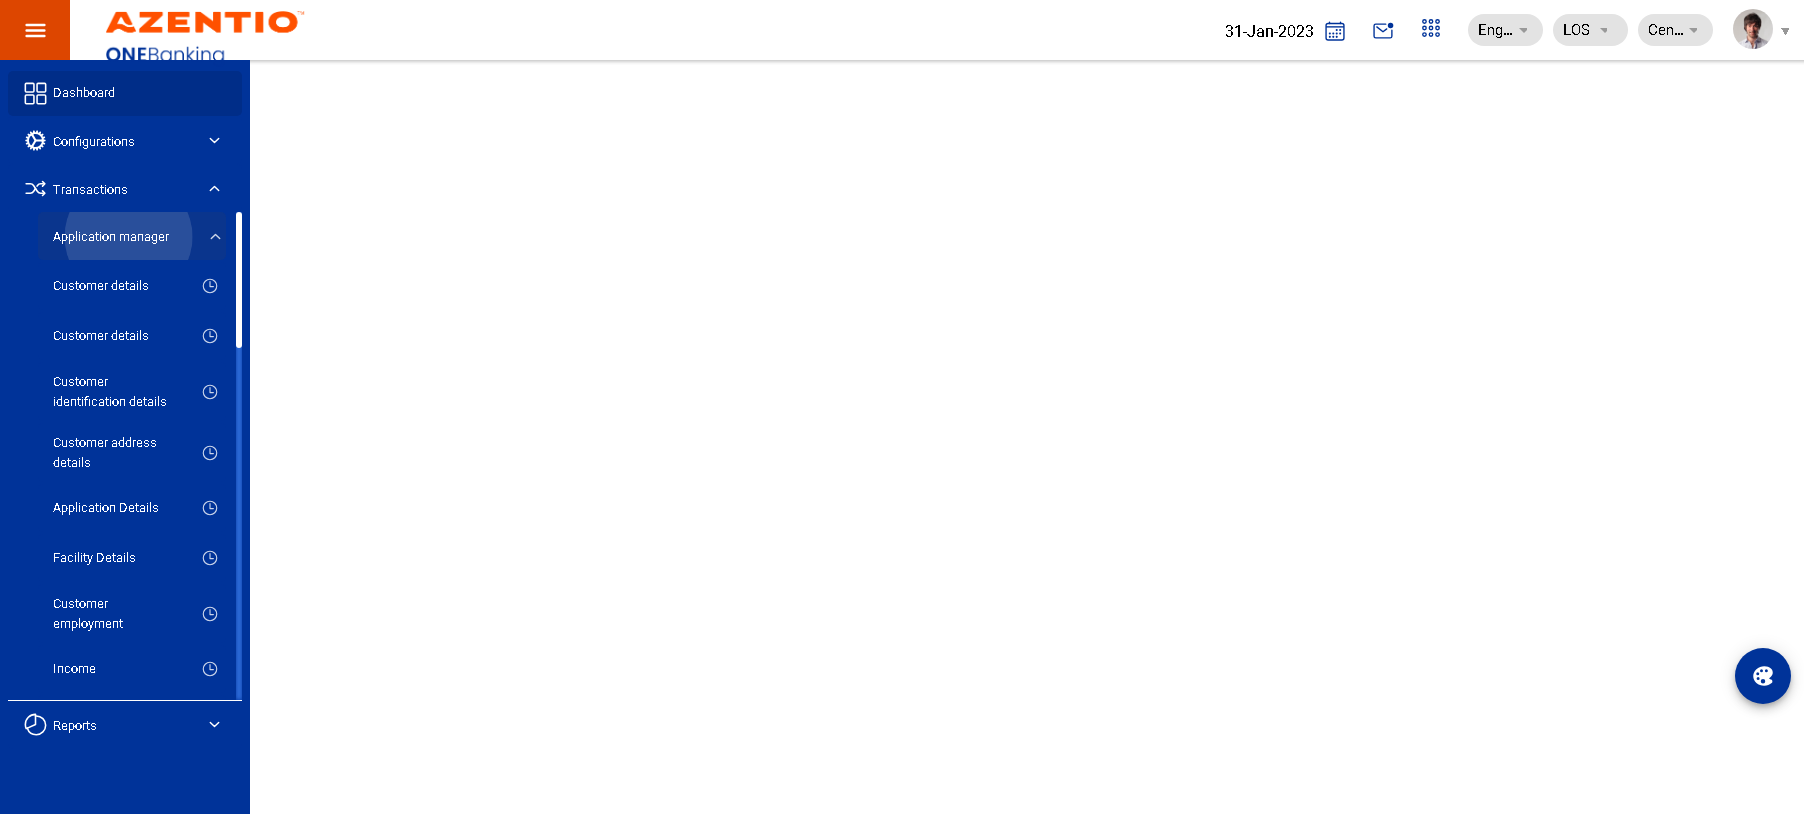 AZENTIO™
ONEBanking
31-Jan-2023
Eng...
LOS
Cen...
Dashboard
Configurations
Transactions
Application manager
Customer details
Customer details
Customer
identification details
Customer address
details
Application Details
Facility Details
Customer
employment
Income
Reports